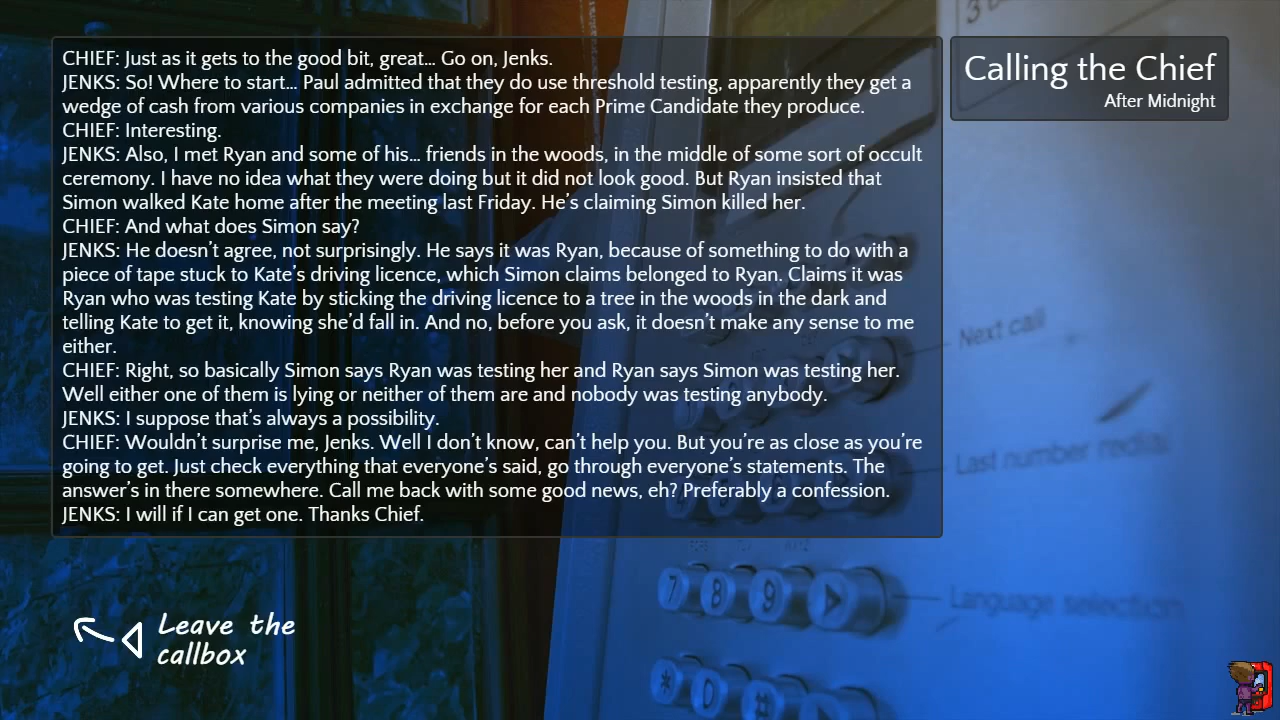 CHIEF: Just as it gets to the good bit, great... Go on, Jenks.
JENKS: So! Where to start... Paul admitted that they do use threshold testing, apparently they get a
wedge of cash from various companies in exchange for each Prime Candidate they produce.
CHIEF: Interesting.
JENKS: Also, I met Ryan and some of his... friends in the woods, in the middle of some sort of occult
ceremony. I have no idea what they were doing but it did not look good. But Ryan insisted that
Simon walked Kate home after the meeting last Friday. He's claiming Simon killed her.
CHIEF: And what does Simon say?
JENKS: He doesn't agree, not surprisingly. He says it was Ryan, because of something to do with a
piece of tape stuck to Kate's driving licence, which Simon claims belonged to Ryan. Claims it was
Ryan who was testing Kate by sticking the driving licence to a tree in the woods in the dark and
telling Kate to get it, knowing she'd fall in. And no, before you ask, it doesn't make any sense to me
either.
CHIEF: Right, so basically Simon says Ryan was testing her and Ryan says Simon was testing her.
Well either one of them is lying or neither of them are and nobody was testing anybody.
JENKS: I suppose that's always a possibility.
CHIEF: Wouldn't surprise me, Jenks. Well I don't know, can't help you. But you're as close as you're
going to get. Just check everything that everyone's said, go through everyone's statements. The
answer's in there somewhere. Call me back with some good news, eh? Preferably a confession.
JENKS: I will if I can get one. Thanks Chief.
Calling the Chief
After Midnight
3
Next call
Last number redial
7 8 9
Language selection
* 0 #
Leave the
callbox